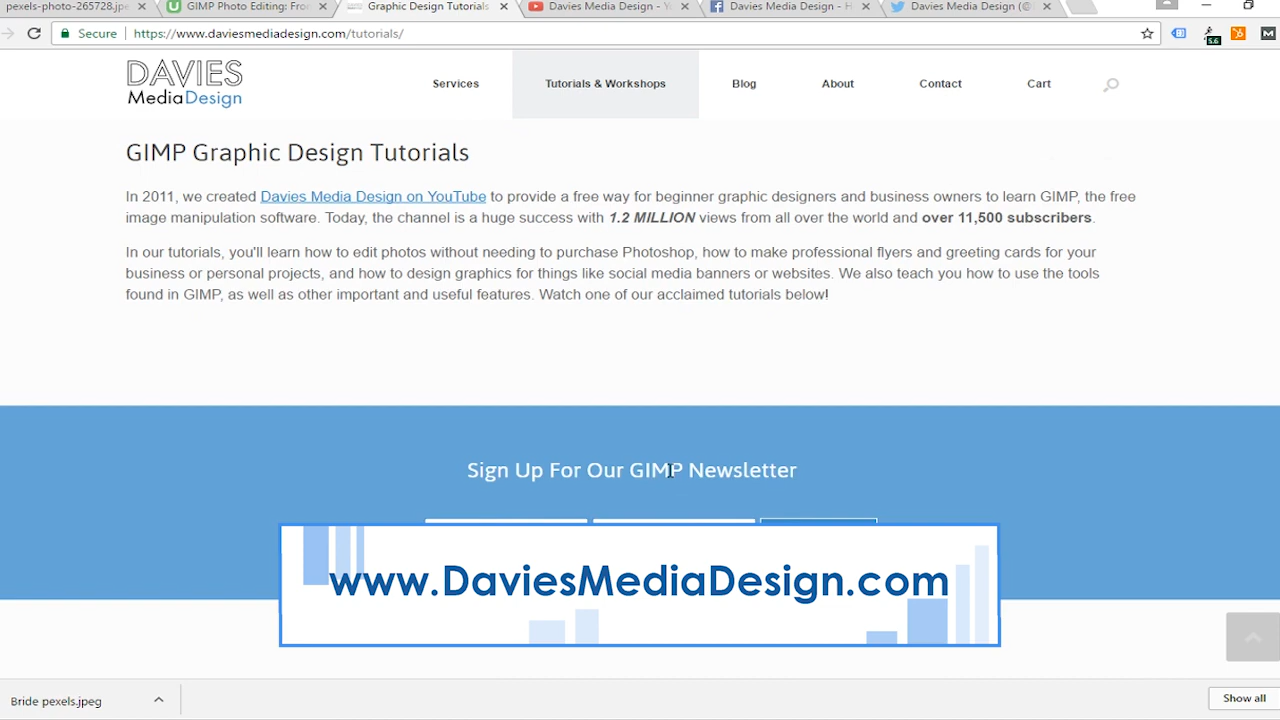 pexels-photo-265728.jpe
GIMP Photo Editing: Fro
Graphic Design Tutorials
Davies Media Design - Y
Davies Media Design - H
Davies Media Design (@
Secure
https://www.daviesmediadesign.com/tutorials/
5.6
M
DAVIES
MediaDesign
Services
Tutorials & Workshops
Blog
About
Contact
Cart
GIMP Graphic Design Tutorials
In 2011, we created Davies Media Design on YouTube to provide a free way for beginner graphic designers and business owners to learn GIMP, the free
image manipulation software. Today, the channel is a huge success with 1.2 MILLION views from all over the world and over 11,500 subscribers.
In our tutorials, you'll learn how to edit photos without needing to purchase Photoshop, how to make professional flyers and greeting cards for your
business or personal projects, and how to design graphics for things like social media banners or websites. We also teach you how to use the tools
found in GIMP, as well as other important and useful features. Watch one of our acclaimed tutorials below!
Sign Up For Our GIMP Newsletter
www.DaviesMediaDesign.com
Bride pexels.jpeg
Show all